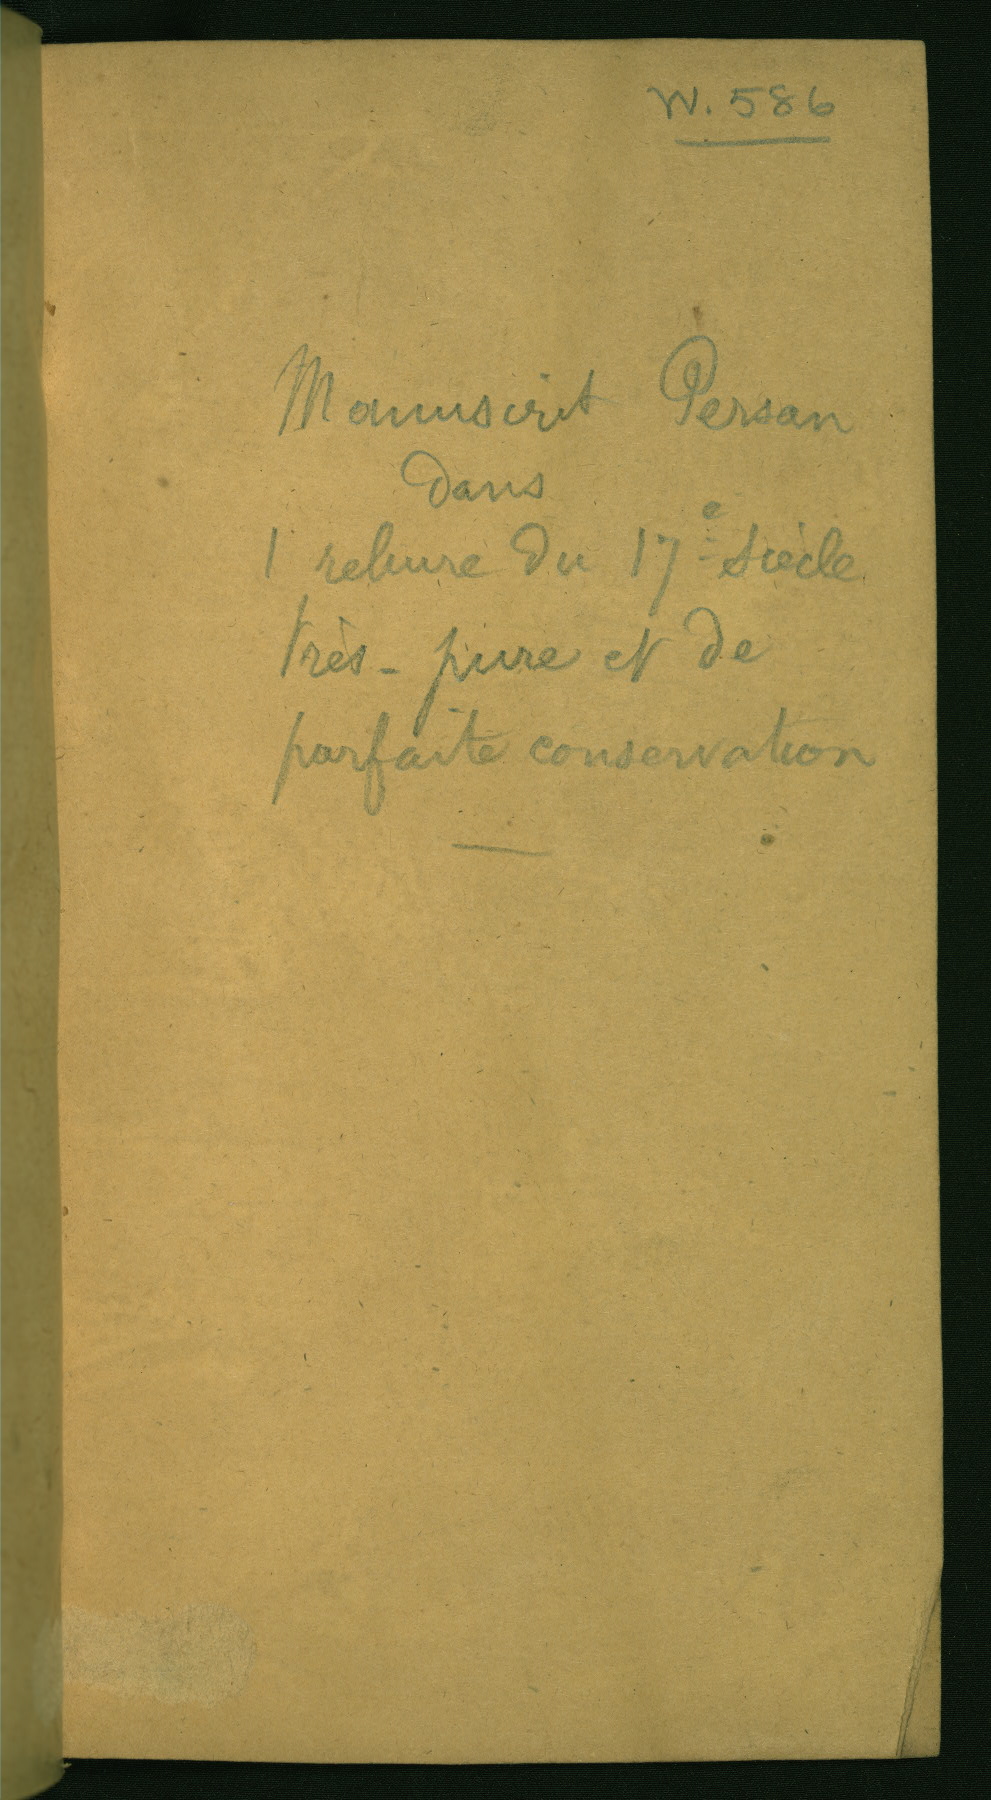 W. 586
Manuscrit Persan
dans
1 reliure du 17e siècle
très-pure et de
parfaite conservation